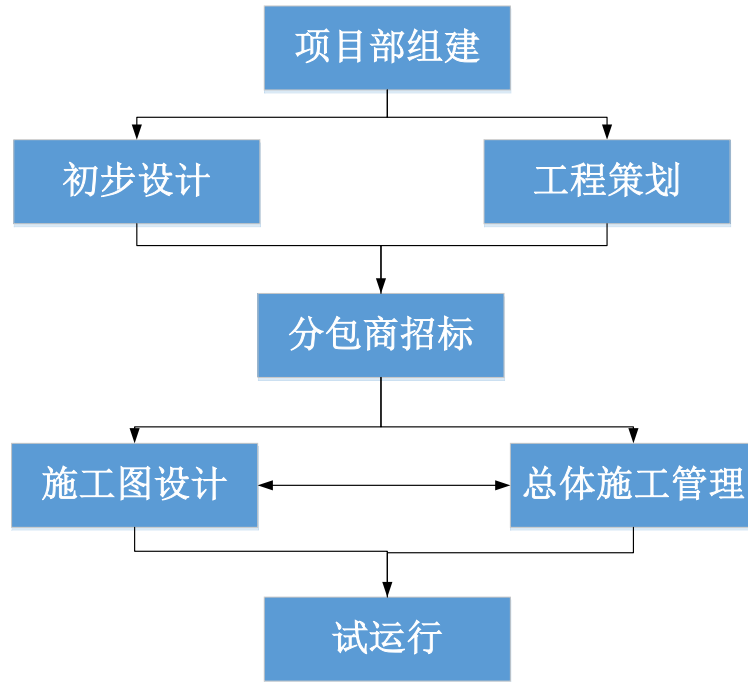 项目部组建
初步设计
工程策划
分包商招标
施工图设计
总体施工管理
试运行